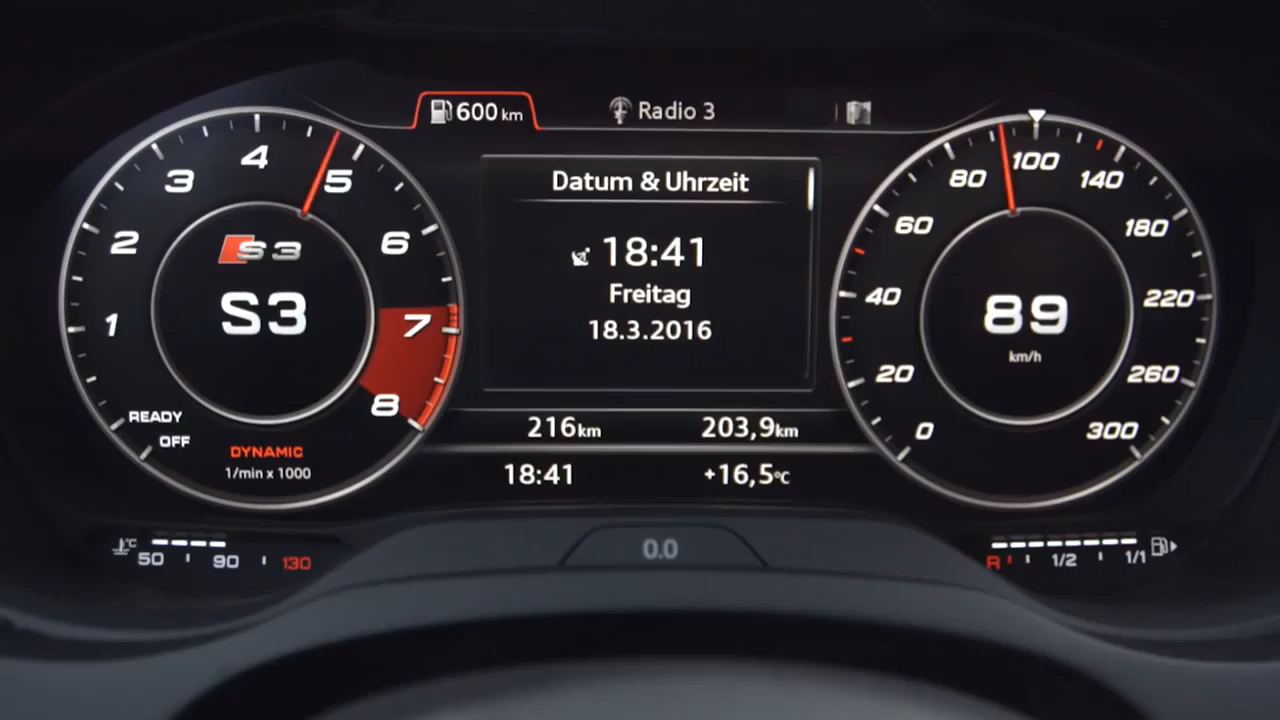 600 km
Radio 3
1
2
3
4
5
6
7
8
S3
S3
READY
OFF
DYNAMIC
1/min x 1000
Datum & Uhrzeit
18:41
Freitag
18.3.2016
216km
203,9km
18:41
+16,5°C
0
20
40
60
80
100
140
180
220
260
300
89
km/h
°C
50
90
130
0.0
R
1/2
1/1